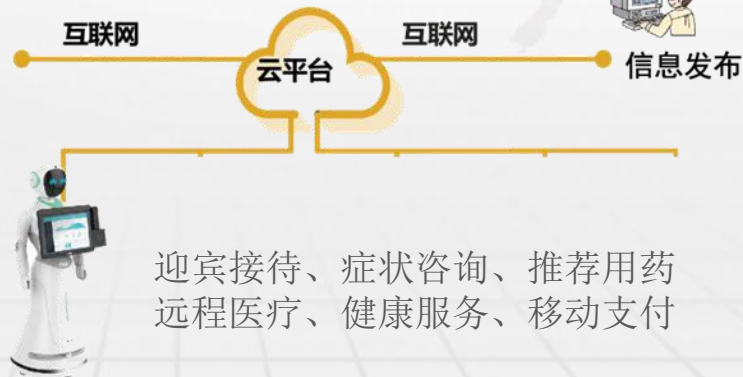 互联网
互联网
云平台
信息发布
迎宾接待、症状咨询、推荐用药
远程医疗、健康服务、移动支付